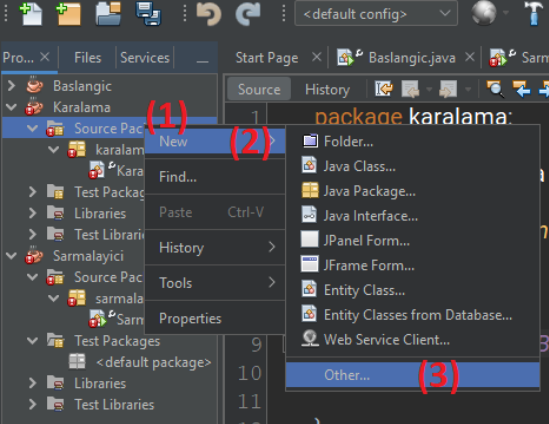 <default config>
Pro...
Files
Services
Start Page
Baslangic.java
Sarm
Source
History
Baslangic
Karalama
Source Pac
karalam
Kara
Test Packag
Libraries
Test Librari
Sarmalayici
Source Pac
sarmala
Sarm
Test Packages
<default package>
Libraries
Test Libraries
(1)
New
(2)
Find...
Paste Ctrl-V
History
Tools
Properties
Folder...
Java Class...
Java Package...
Java Interface...
JPanel Form...
JFrame Form...
Entity Class...
Entity Classes from Database...
Web Service Client...
Other...
(3)
1 package karalama;
9
10
11